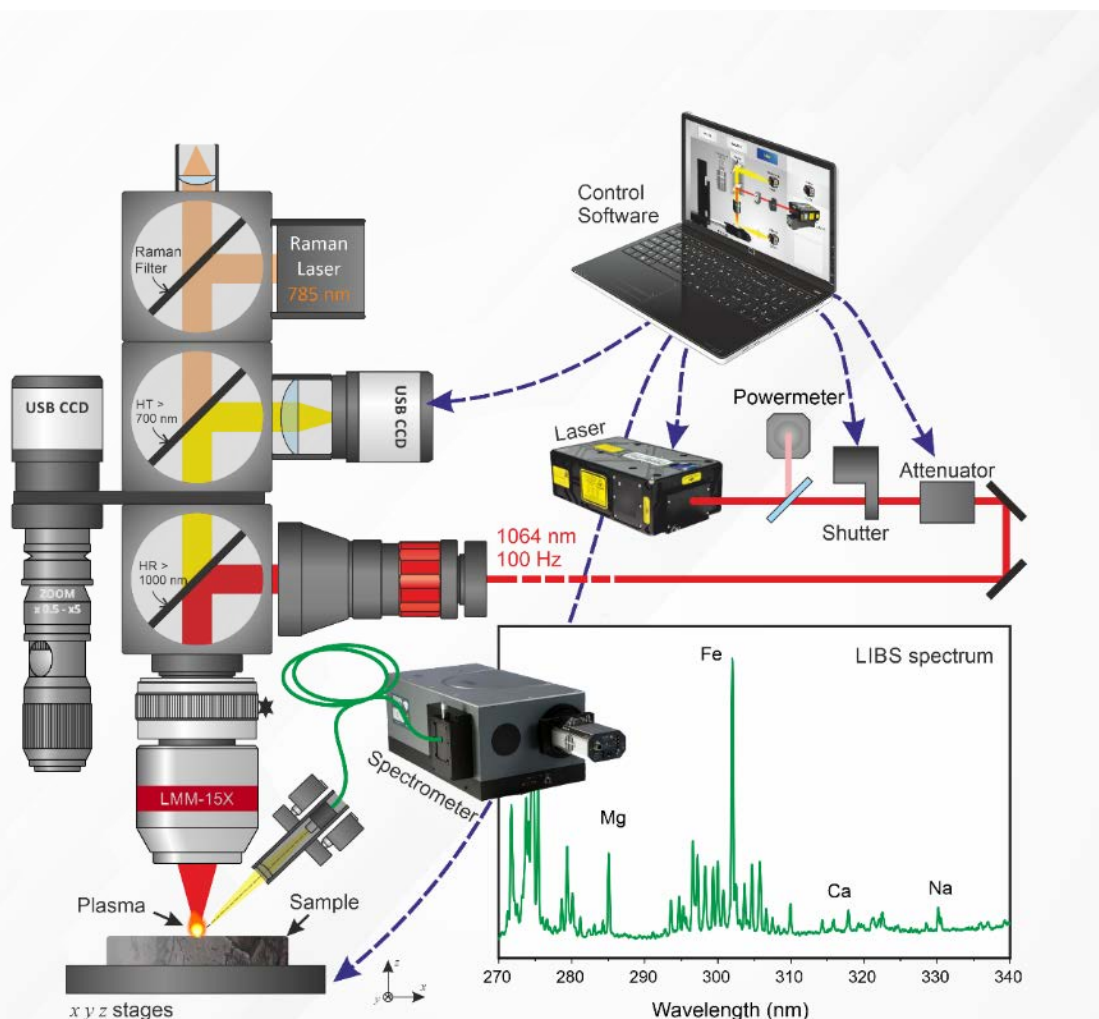 Control
Software
Raman
Filter
Raman
Laser
785 nm
USB CCD
HT >
700 nm
USB CCD
Powermeter
Laser
Attenuator
Shutter
1064 nm
100 Hz
HR >
1000 nm
ZOOM
x 0.5 - x5
Fe
LIBS spectrum
Spectrometer
LMM-15X
Mg
Ca
Na
Plasma
Sample
z
y
x
x y z stages
270
280
290
300
310
320
330
340
Wavelength (nm)